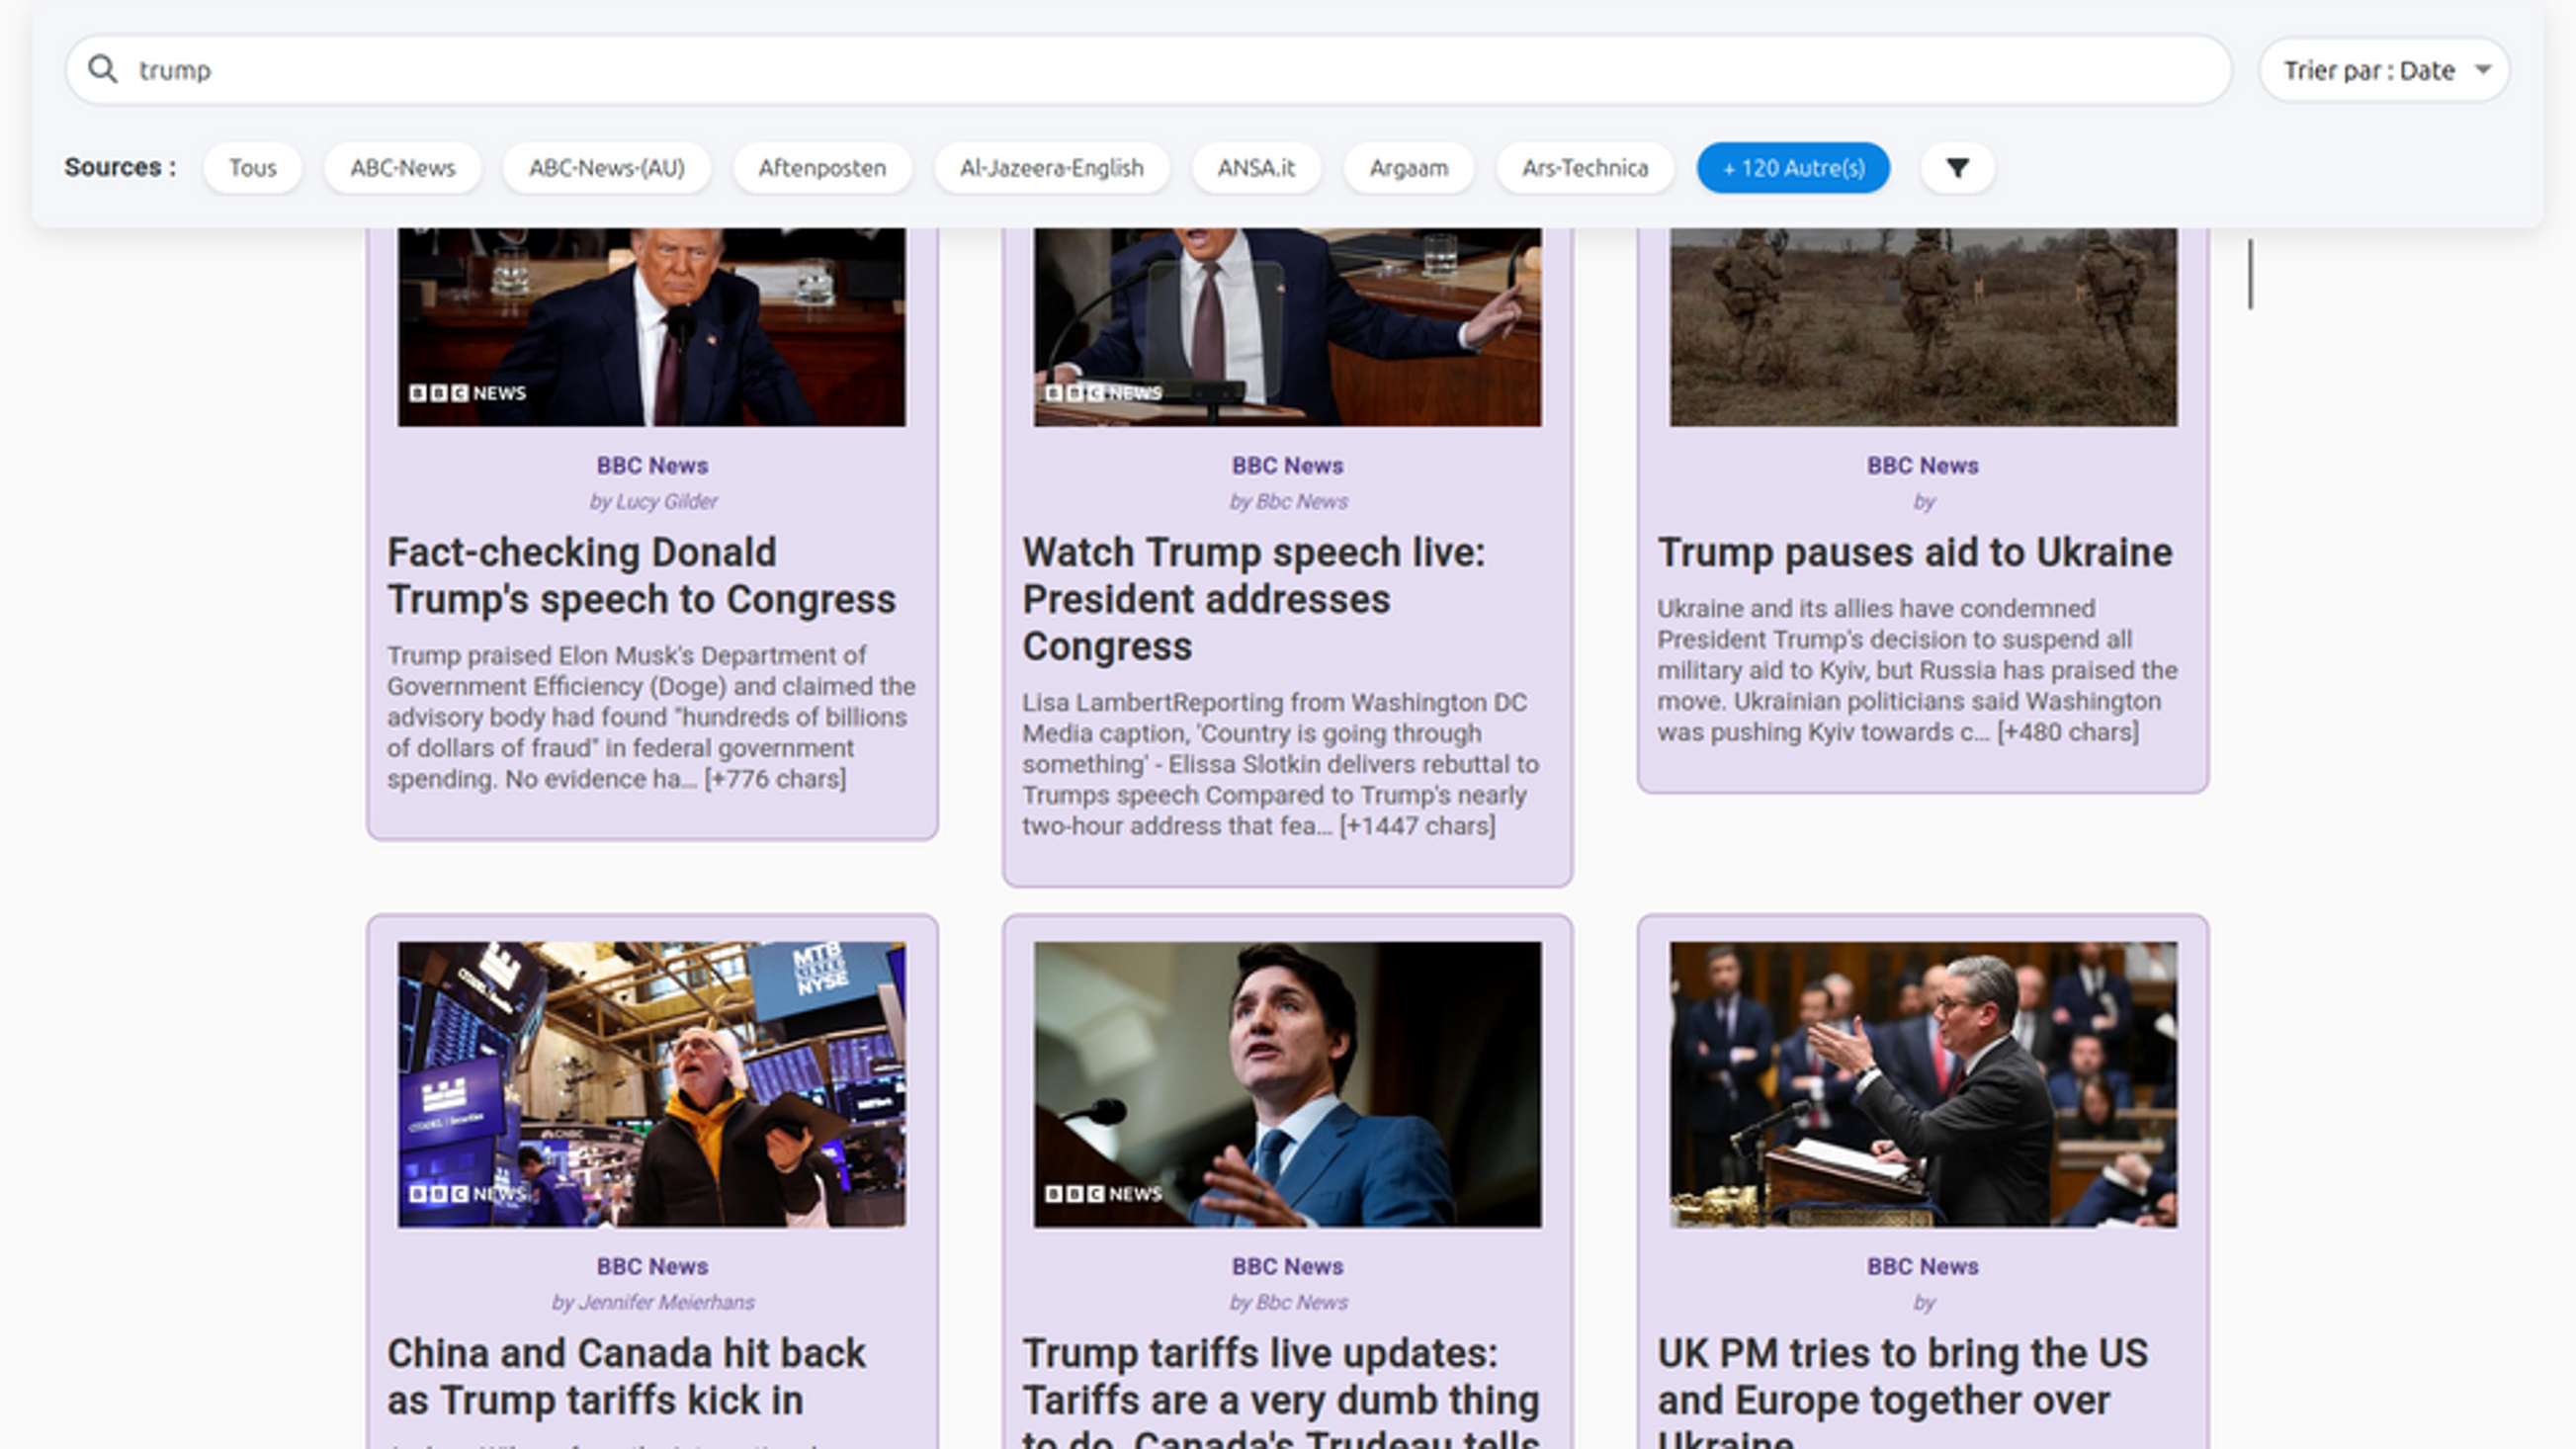 trump
Trier par : Date
Sources :
Tous
ABC-News
ABC-News-(AU)
Aftenposten
Al-Jazeera-English
ANSA.it
Argaam
Ars-Technica
+ 120 Autre(s)
BBC NEWS
BBC News
by Lucy Gilder
Fact-checking Donald
Trump's speech to Congress
Trump praised Elon Musk's Department of
Government Efficiency (Doge) and claimed the
advisory body had found "hundreds of billions
of dollars of fraud" in federal government
spending. No evidence ha… [+776 chars]
BBC NEWS
BBC News
by Bbc News
Watch Trump speech live:
President addresses
Congress
Lisa LambertReporting from Washington DC
Media caption, 'Country is going through
something' - Elissa Slotkin delivers rebuttal to
Trumps speech Compared to Trump's nearly
two-hour address that fea… [+1447 chars]
BBC News
by
Trump pauses aid to Ukraine
Ukraine and its allies have condemned
President Trump's decision to suspend all
military aid to Kyiv, but Russia has praised the
move. Ukrainian politicians said Washington
was pushing Kyiv towards c… [+480 chars]
MTB
LISTED
NYSE
CITADEL | Securities
CNBC
BBC NEWS
BBC News
by Jennifer Meierhans
China and Canada hit back
as Trump tariffs kick in
BBC NEWS
BBC News
by Bbc News
Trump tariffs live updates:
Tariffs are a very dumb thing
to do, Canada's Trudeau tells
BBC News
by
UK PM tries to bring the US
and Europe together over
Ukraine